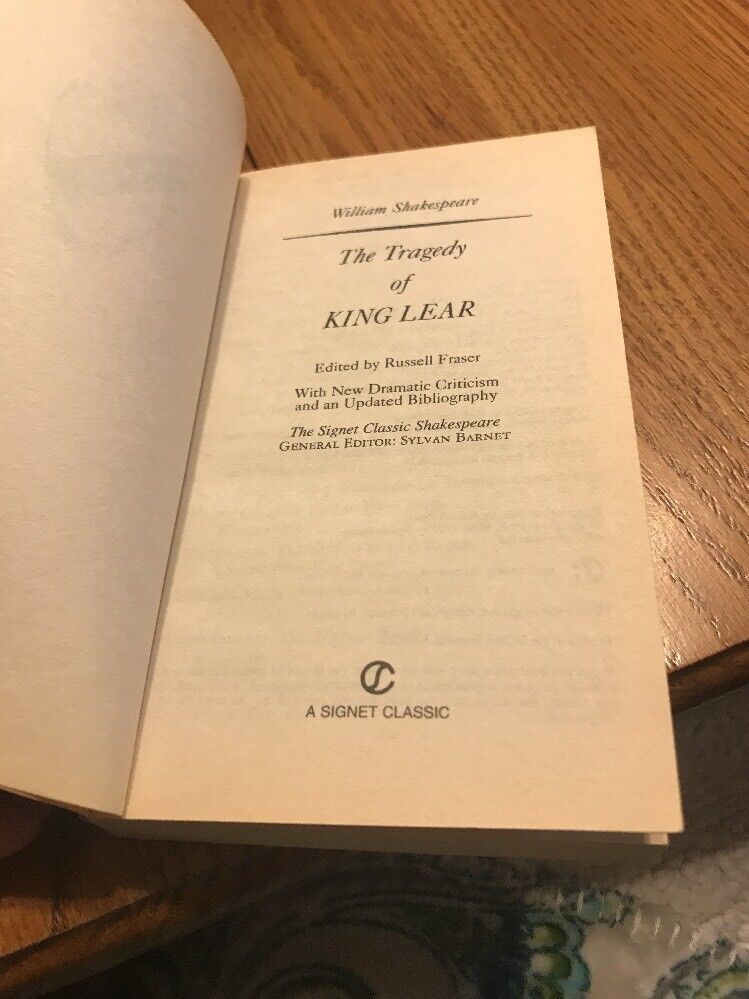 William Shakespeare
The Tragedy
of
KING LEAR
Edited by Russell Fraser
With New Dramatic Criticism
and an Updated Bibliography
The Signet Classic Shakespeare
GENERAL EDITOR: SYLVAN BARNET
A SIGNET CLASSIC